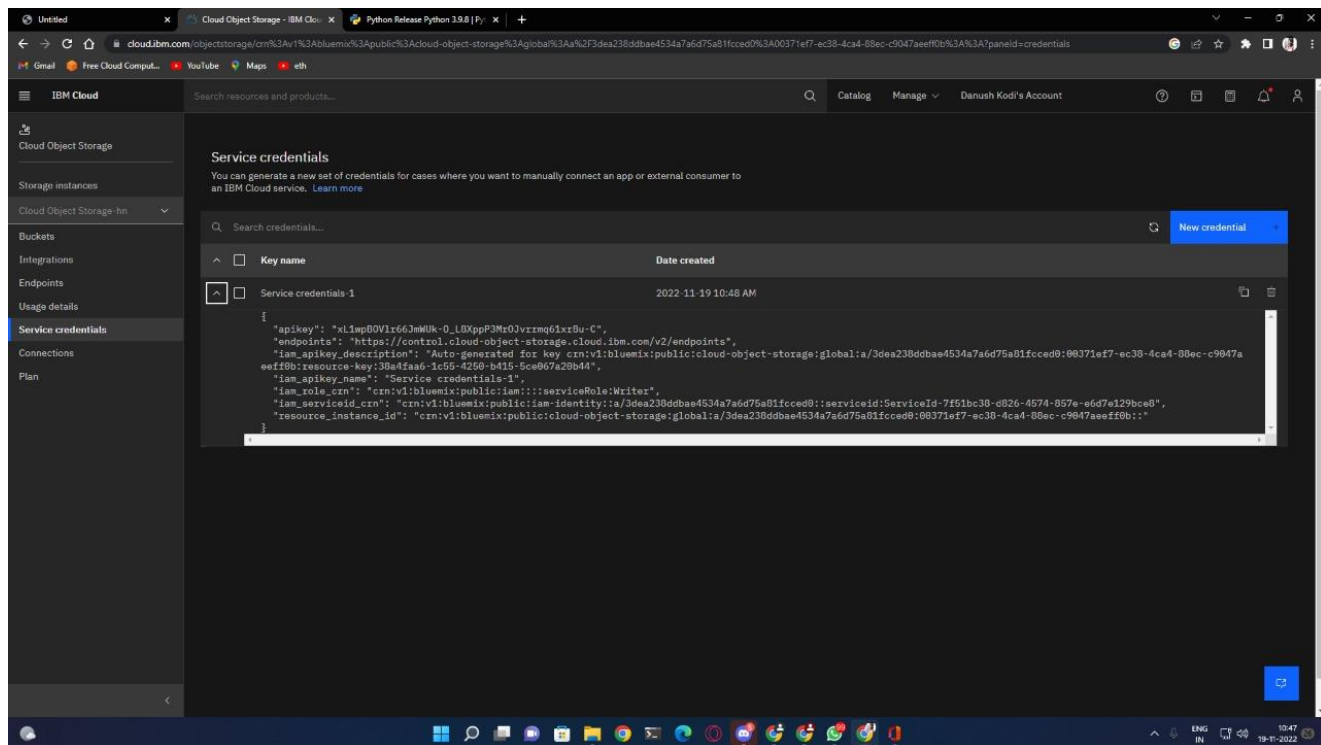 Untitled
Cloud Object Storage - IBM Clou
Python Release Python 3.9.8 | Py
cloud.ibm.com/objectstorage/crn%3Av1%3Abluemix%3Apublic%3Acloud-object-storage%3Aglobal%3Aa%2F3dea238ddbae4534a7a6d75a81fcced0%3A00371ef7-ec38-4ca4-88ec-c9047aeeff0b%3A%3A?paneId=credentials
Gmail
Free Cloud Comput...
YouTube
Maps
eth
IBM Cloud
Search resources and products...
Catalog
Manage
Danush Kodi's Account
Cloud Object Storage
Storage instances
Cloud Object Storage-hn
Buckets
Integrations
Endpoints
Usage details
Service credentials
Connections
Plan
Service credentials
You can generate a new set of credentials for cases where you want to manually connect an app or external consumer to
an IBM Cloud service. Learn more
Search credentials...
New credential +
Key name
Date created
Service credentials-1
2022-11-19 10:48 AM
{
"apikey":
"endpoints": "https://control.cloud-object-storage.cloud.ibm.com/v2/endpoints",
"iam_apikey_description": "Auto-generated for key crn:v1:bluemix:public:cloud-object-storage:global:a/3dea238ddbae4534a7a6d75a81fcced0:00371ef7-ec38-4ca4-88ec-c9047a
eeff0b:resource-key:38a4faa6-1c55-4250-b415-5ce067a20b44",
"iam_apikey_name": "Service credentials-1",
"iam_role_crn": "crn:v1:bluemix:public:iam::::serviceRole:Writer",
"iam_serviceid_crn": "crn:v1:bluemix:public:iam-identity::a/3dea238ddbae4534a7a6d75a81fcced0::serviceid:ServiceId-7f51bc38-d826-4574-857e-e6d7e129bce8",
"resource_instance_id": "crn:v1:bluemix:public:cloud-object-storage:global:a/3dea238ddbae4534a7a6d75a81fcced0:00371ef7-ec38-4ca4-88ec-c9047aeeff0b::"
}
ENG
IN
10:47
19-11-2022